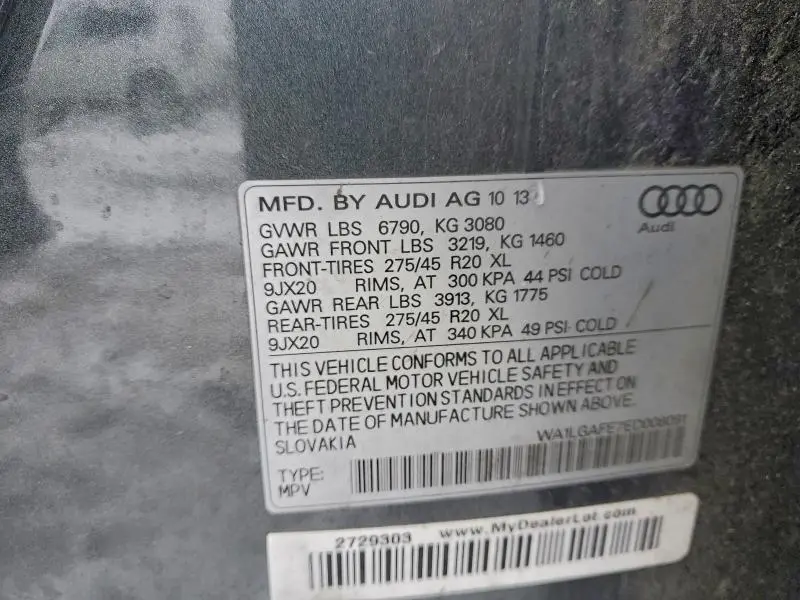 MFD. BY AUDI AG 10 13
Audi
GVWR LBS 6790, KG 3080
GAWR FRONT LBS 3219, KG 1460
FRONT-TIRES 275/45 R20 XL
9JX20 RIMS, AT 300 KPA 44 PSI COLD
GAWR REAR LBS 3913, KG 1775
REAR-TIRES 275/45 R20 XL
9JX20 RIMS, AT 340 KPA 49 PSI COLD
THIS VEHICLE CONFORMS TO ALL APPLICABLE
U.S. FEDERAL MOTOR VEHICLE SAFETY AND
THEFT PREVENTION STANDARDS IN EFFECT ON
THE DATE OF MANUFACTURE SHOWN ABOVE.
SLOVAKIA WA1LGAFE7ED008091
TYPE:
MPV
2729303 www.MyDealerLot.com